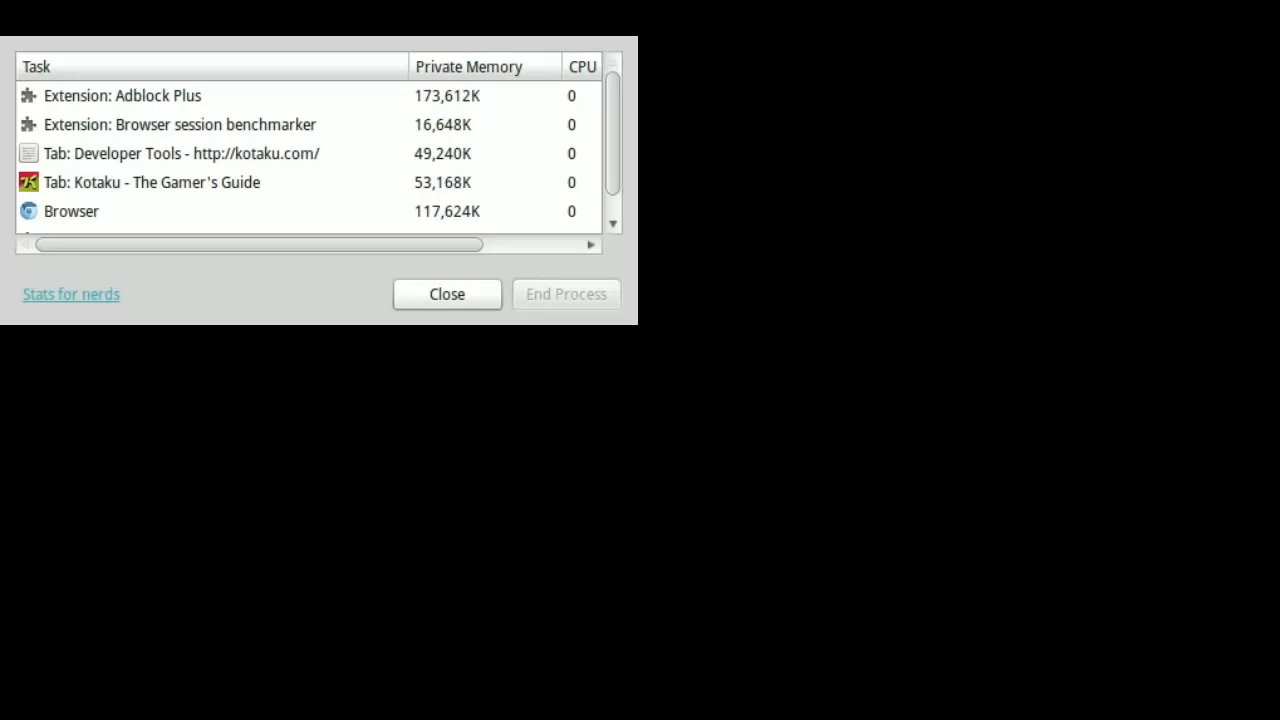 Task Private Memory CPU
Extension: Adblock Plus 173,612K 0
Extension: Browser session benchmarker 16,648K 0
Tab: Developer Tools - http://kotaku.com/ 49,240K 0
Tab: Kotaku - The Gamer's Guide 53,168K 0
Browser 117,624K 0
Stats for nerds Close End Process